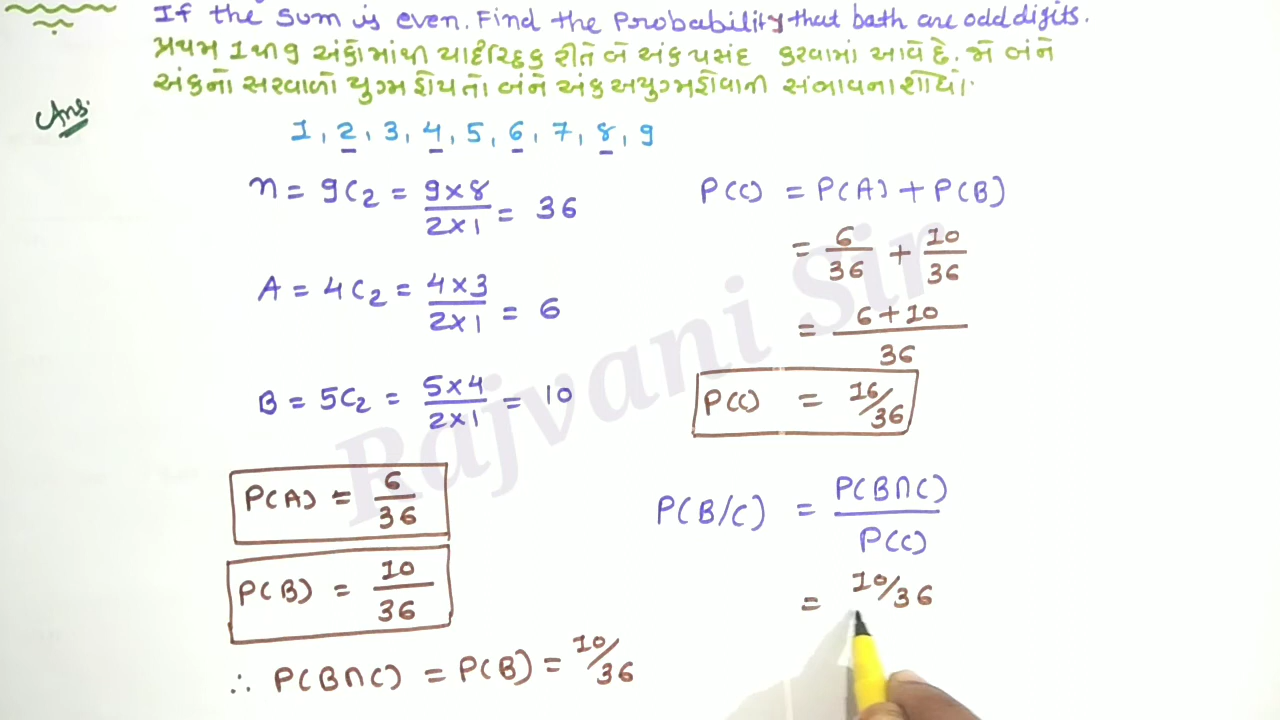 If the sum is even. Find the Probability that bath are odd digits.
પ્રથમ 1 થી 9 અંકોમાંથી યાદૃચ્છિક રીતે બે અંક પસંદ કરવામાં આવે છે. જો બંને
અંકનો સરવાળો યુગ્મ હોય તો બંને અંક અયુગ્મ હોવાની સંભાવના શોધો.
Ans.
1, 2, 3, 4, 5, 6, 7, 8, 9
n = 9C2 = 9×8 / 2×1 = 36
A = 4C2 = 4×3 / 2×1 = 6
B = 5C2 = 5×4 / 2×1 = 10
P(A) = 6/36
P(B) = 10/36
∴ P(B∩C) = P(B) = 10/36
P(C) = P(A) + P(B)
= 6/36 + 10/36
= 6+10 / 36
P(C) = 16/36
P(B/C) = P(B∩C) / P(C)
= 10/36
Rajvani Sir